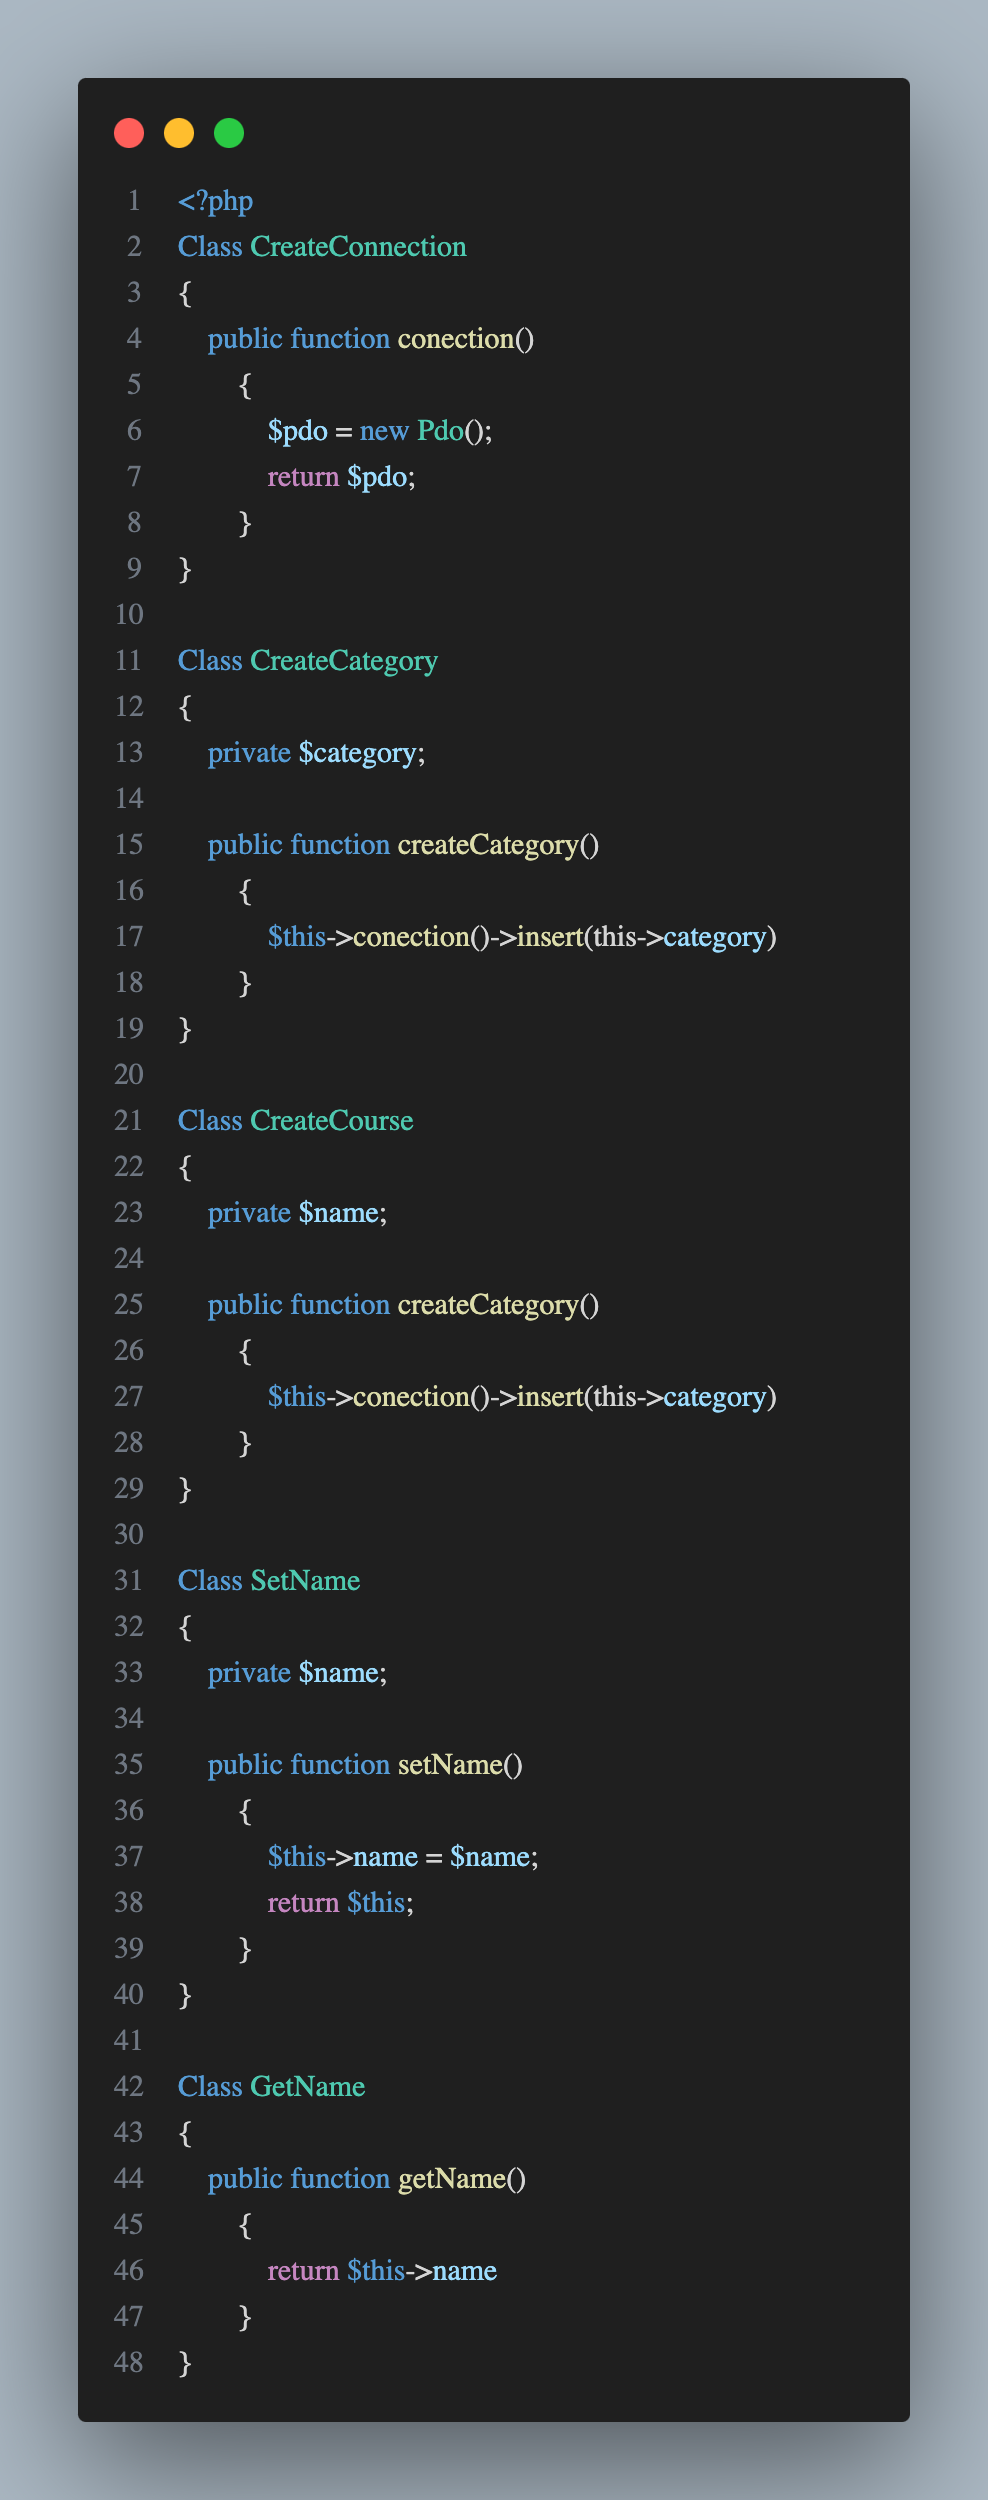 1 <?php
2 Class CreateConnection
3 {
4 public function conection()
5 {
6 $pdo = new Pdo();
7 return $pdo;
8 }
9 }
10
11 Class CreateCategory
12 {
13 private $category;
14
15 public function createCategory()
16 {
17 $this->conection()->insert(this->category)
18 }
19 }
20
21 Class CreateCourse
22 {
23 private $name;
24
25 public function createCategory()
26 {
27 $this->conection()->insert(this->category)
28 }
29 }
30
31 Class SetName
32 {
33 private $name;
34
35 public function setName()
36 {
37 $this->name = $name;
38 return $this;
39 }
40 }
41
42 Class GetName
43 {
44 public function getName()
45 {
46 return $this->name
47 }
48 }